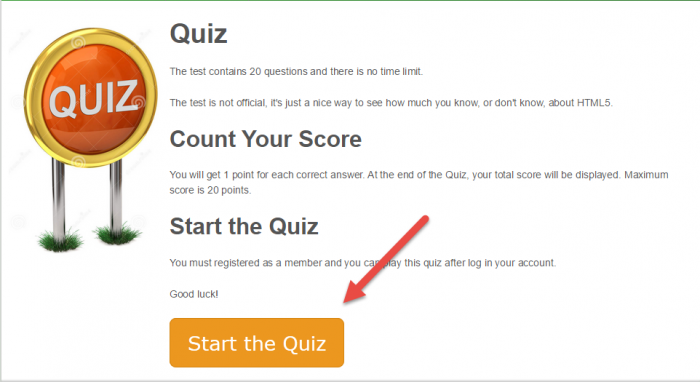 QUIZ
Quiz
The test contains 20 questions and there is no time limit.
The test is not official, it's just a nice way to see how much you know, or don't know, about HTML5.
Count Your Score
You will get 1 point for each correct answer. At the end of the Quiz, your total score will be displayed. Maximum
score is 20 points.
Start the Quiz
You must registered as a member and you can play this quiz after log in your account.
Good luck!
Start the Quiz